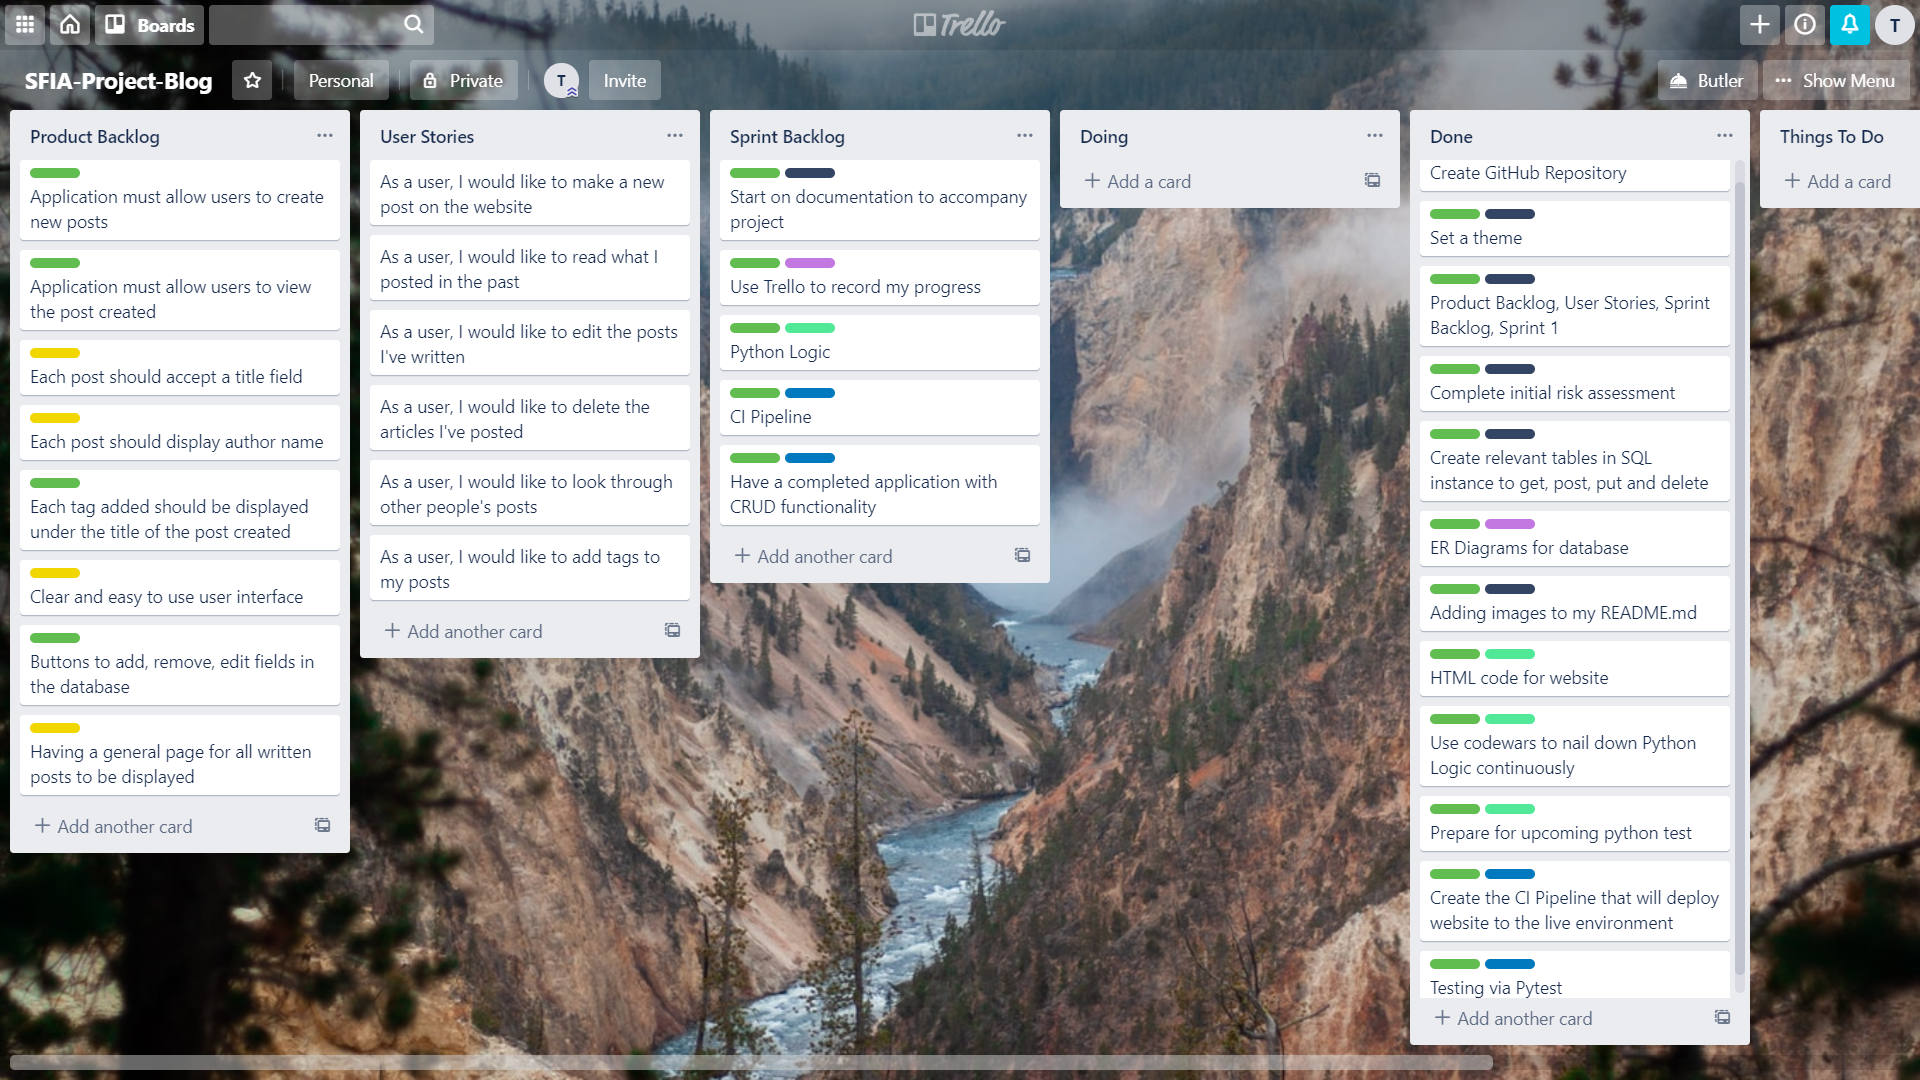 Boards
Trello
T
SFIA-Project-Blog
Personal
Private
T
Invite
Butler
Show Menu
Product Backlog
Application must allow users to create
new posts
Application must allow users to view
the post created
Each post should accept a title field
Each post should display author name
Each tag added should be displayed
under the title of the post created
Clear and easy to use user interface
Buttons to add, remove, edit fields in
the database
Having a general page for all written
posts to be displayed
Add another card
User Stories
As a user, I would like to make a new
post on the website
As a user, I would like to read what I
posted in the past
As a user, I would like to edit the posts
I've written
As a user, I would like to delete the
articles I've posted
As a user, I would like to look through
other people's posts
As a user, I would like to add tags to
my posts
Add another card
Sprint Backlog
Start on documentation to accompany
project
Use Trello to record my progress
Python Logic
CI Pipeline
Have a completed application with
CRUD functionality
Add another card
Doing
Add a card
Done
Create GitHub Repository
Set a theme
Product Backlog, User Stories, Sprint
Backlog, Sprint 1
Complete initial risk assessment
Create relevant tables in SQL
instance to get, post, put and delete
ER Diagrams for database
Adding images to my README.md
HTML code for website
Use codewars to nail down Python
Logic continuously
Prepare for upcoming python test
Create the CI Pipeline that will deploy
website to the live environment
Testing via Pytest
Add another card
Things To Do
Add a card